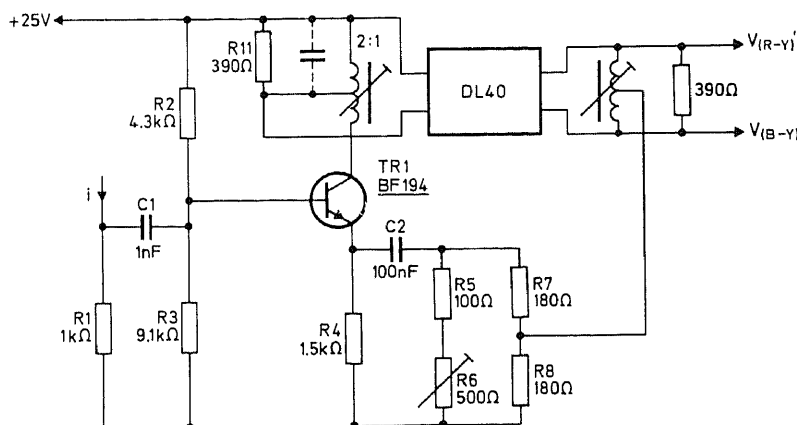 +25V
R11
390Ω
2:1
DL40
V(R-Y)'
390Ω
V(B-Y)
R2
4.3kΩ
TR1
BF194
i
C1
1nF
C2
100nF
R5
100Ω
R7
180Ω
R1
1kΩ
R3
9.1kΩ
R4
1.5kΩ
R6
500Ω
R8
180Ω